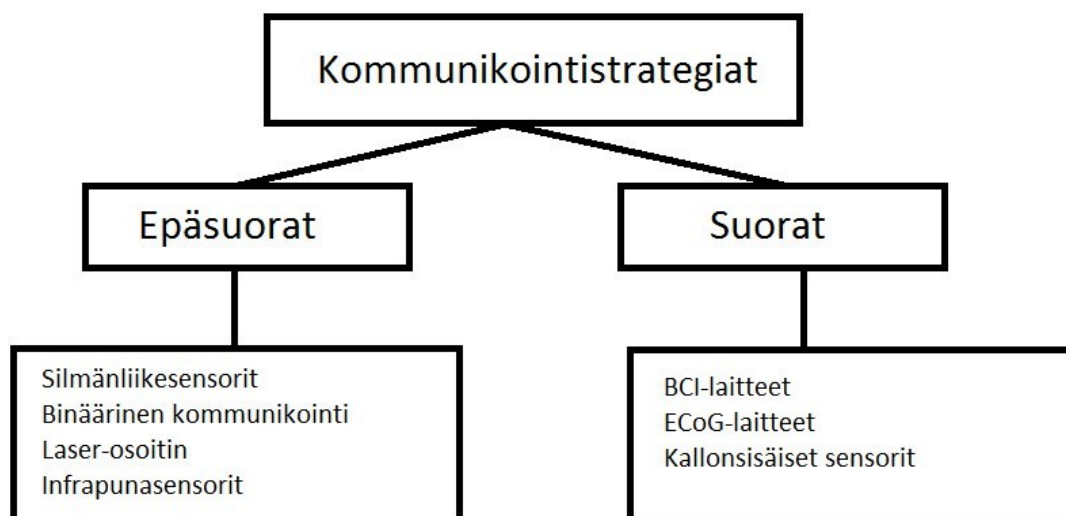 Kommunikointistrategiat
Epäsuorat
Suorat
Silmänliikesensorit
Binäärinen kommunikointi
Laser-osoitin
Infrapunasensorit
BCI-laitteet
ECoG-laitteet
Kallonsisäiset sensorit